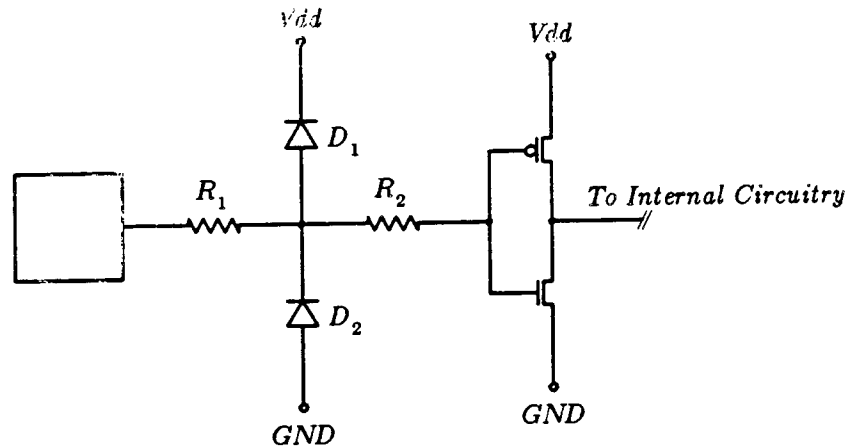 Vdd
Vdd
D1
R1
R2
To Internal Circuitry
D2
GND
GND